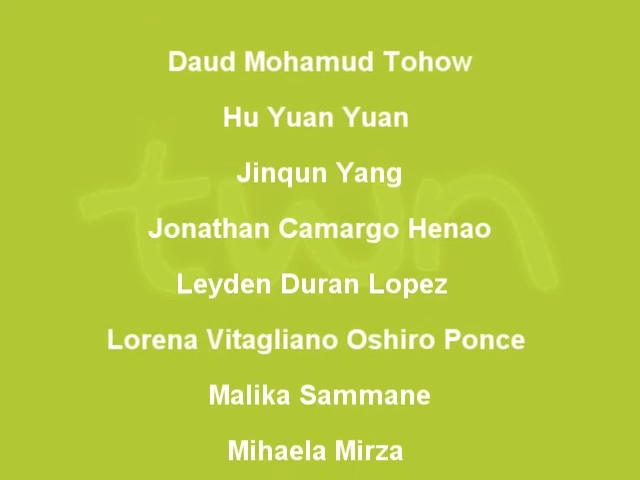 Daud Mohamud Tohow
Hu Yuan Yuan
Jinqun Yang
Jonathan Camargo Henao
Leyden Duran Lopez
Lorena Vitagliano Oshiro Ponce
Malika Sammane
Mihaela Mirza
twn